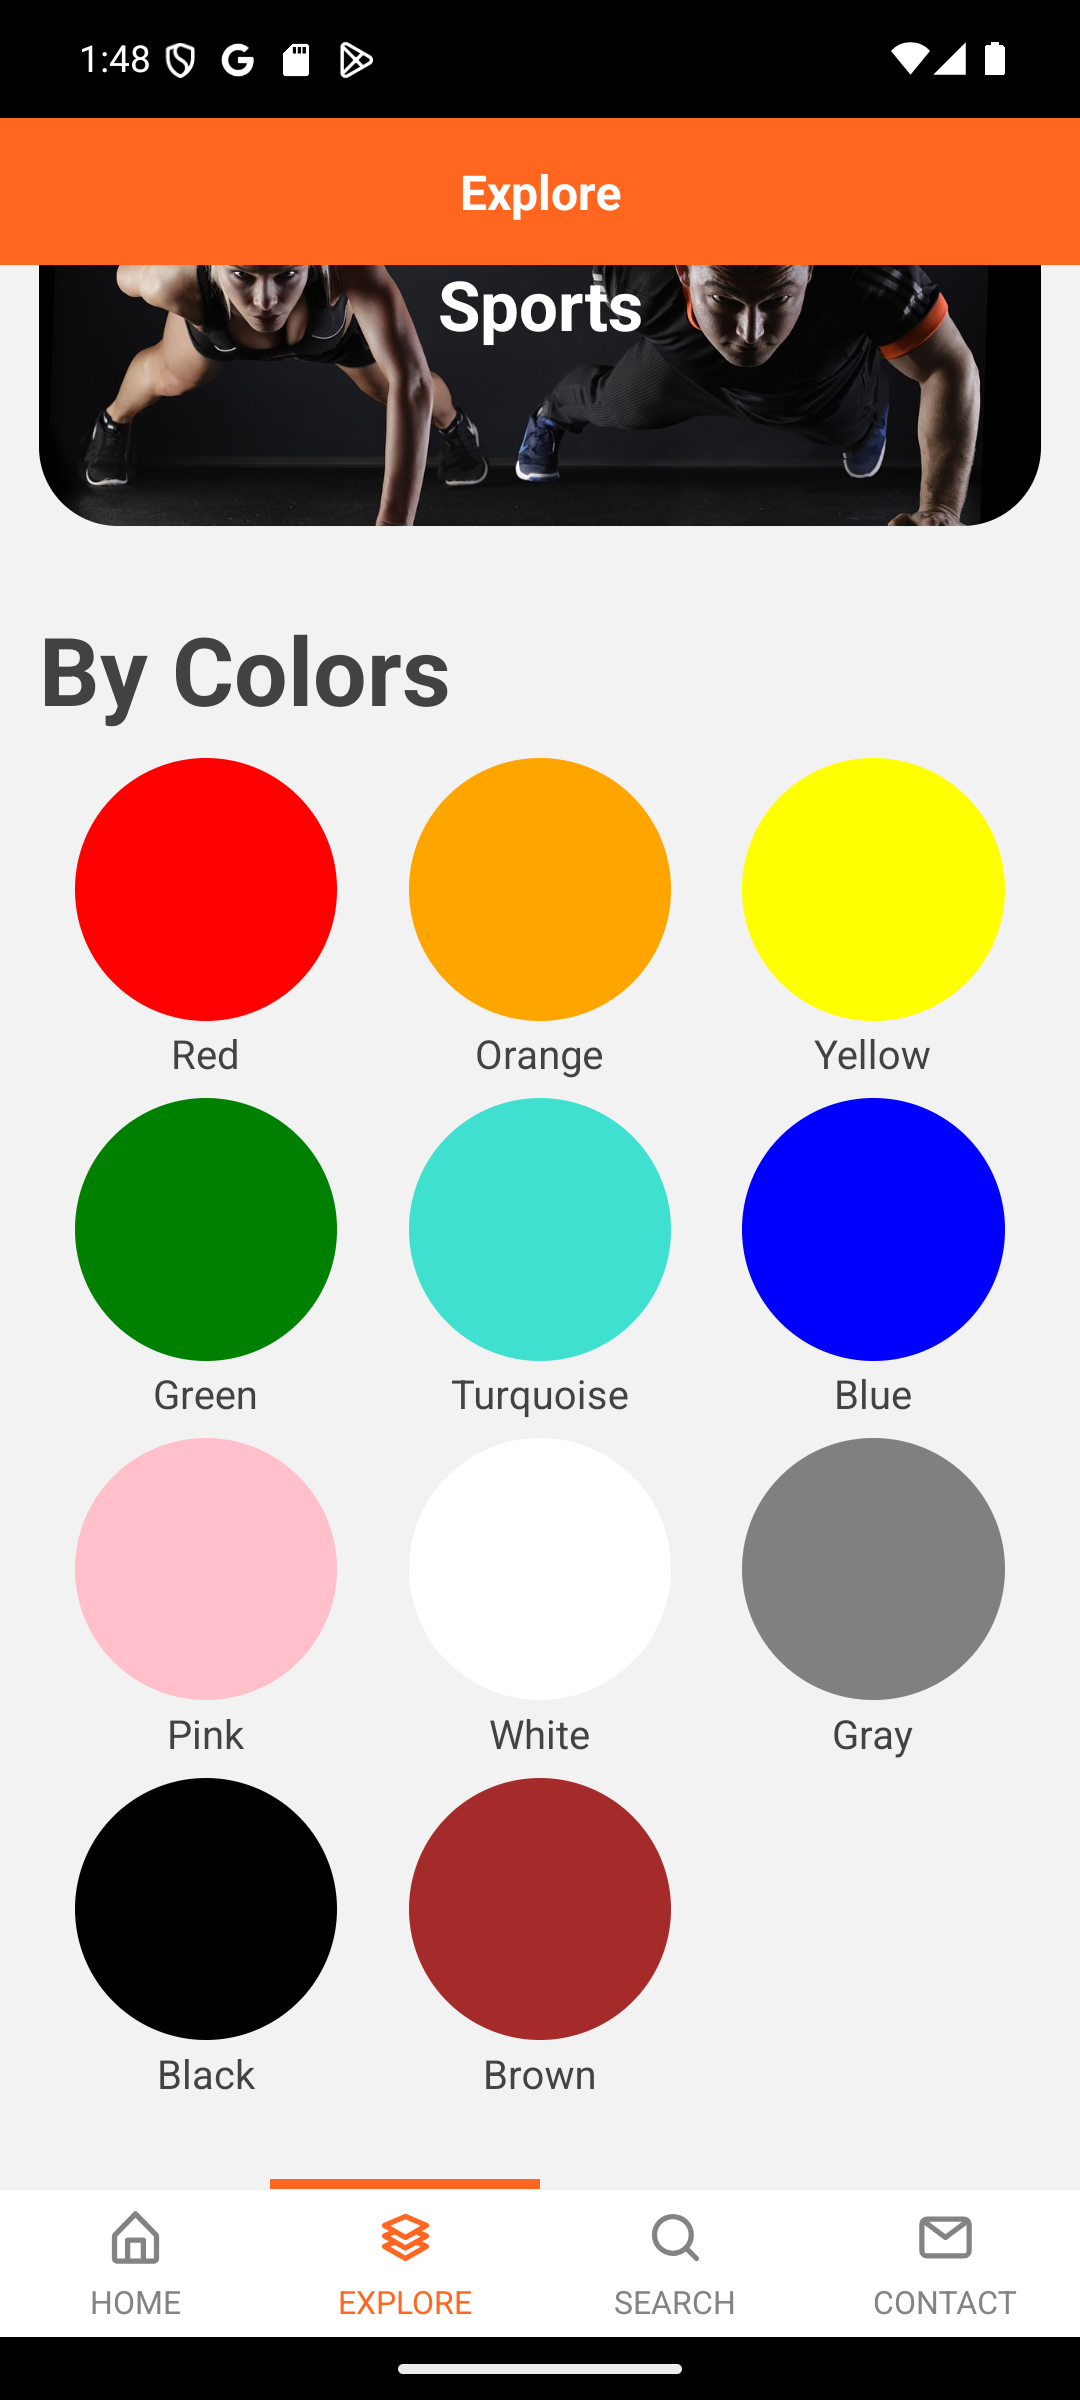 1:48
Explore
Sports
By Colors
Red
Orange
Yellow
Green
Turquoise
Blue
Pink
White
Gray
Black
Brown
HOME
EXPLORE
SEARCH
CONTACT